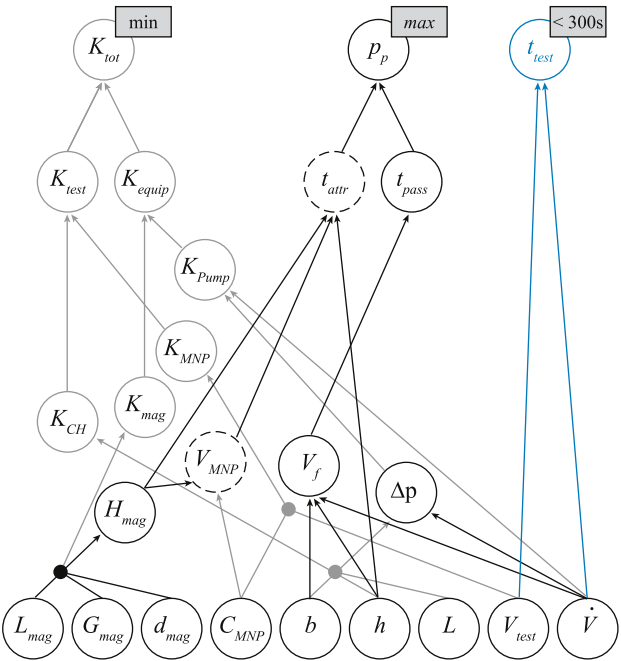 min
max
< 300s
K_tot
p_p
t_test
K_test
K_equip
t_attr
t_pass
K_Pump
K_MNP
K_CH
K_mag
V_MNP
V_f
Δp
H_mag
L_mag
G_mag
d_mag
C_MNP
b
h
L
V_test
V̇